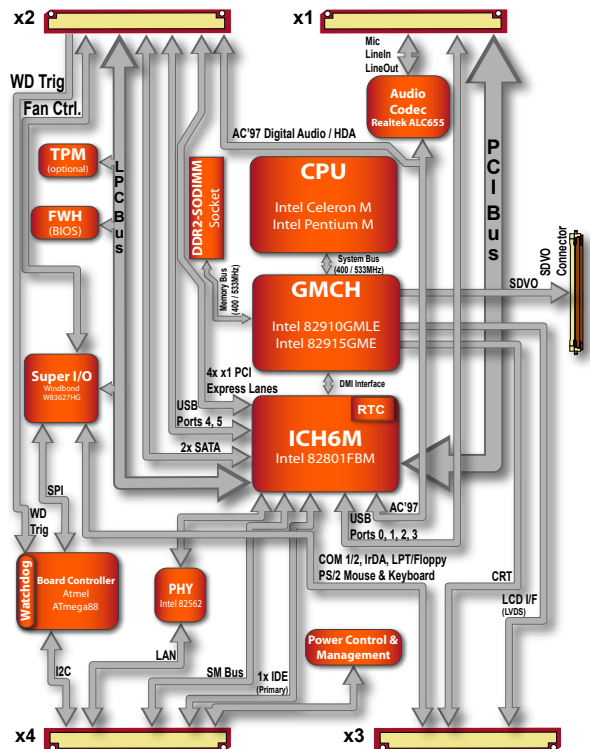 x2
x1
WD Trig
Fan Ctrl.
Mic
LineIn
LineOut
Audio
Codec
Realtek ALC655
AC'97 Digital Audio / HDA
TPM
(optional)
FWH
(BIOS)
LPC Bus
DDR2-SODIMM
Socket
CPU
Intel Celeron M
Intel Pentium M
PCI Bus
System Bus
(400 / 533MHz)
Memory Bus
(400 / 533MHz)
GMCH
Intel 82910GMLE
Intel 82915GME
SDVO
SDVO
Connector
Super I/O
Windbond
W83627HG
4x x1 PCI
Express Lanes
DMI Interface
USB
Ports 4, 5
RTC
ICH6M
Intel 82801FBM
2x SATA
SPI
WD
Trig
AC'97
USB
Ports 0, 1, 2, 3
COM 1/2, IrDA, LPT/Floppy
PS/2 Mouse & Keyboard
Watchdog
Board Controller
Atmel
ATmega88
PHY
Intel 82562
CRT
LCD I/F
(LVDS)
Power Control &
Management
LAN
I2C
SM Bus
1x IDE
(Primary)
x4
x3